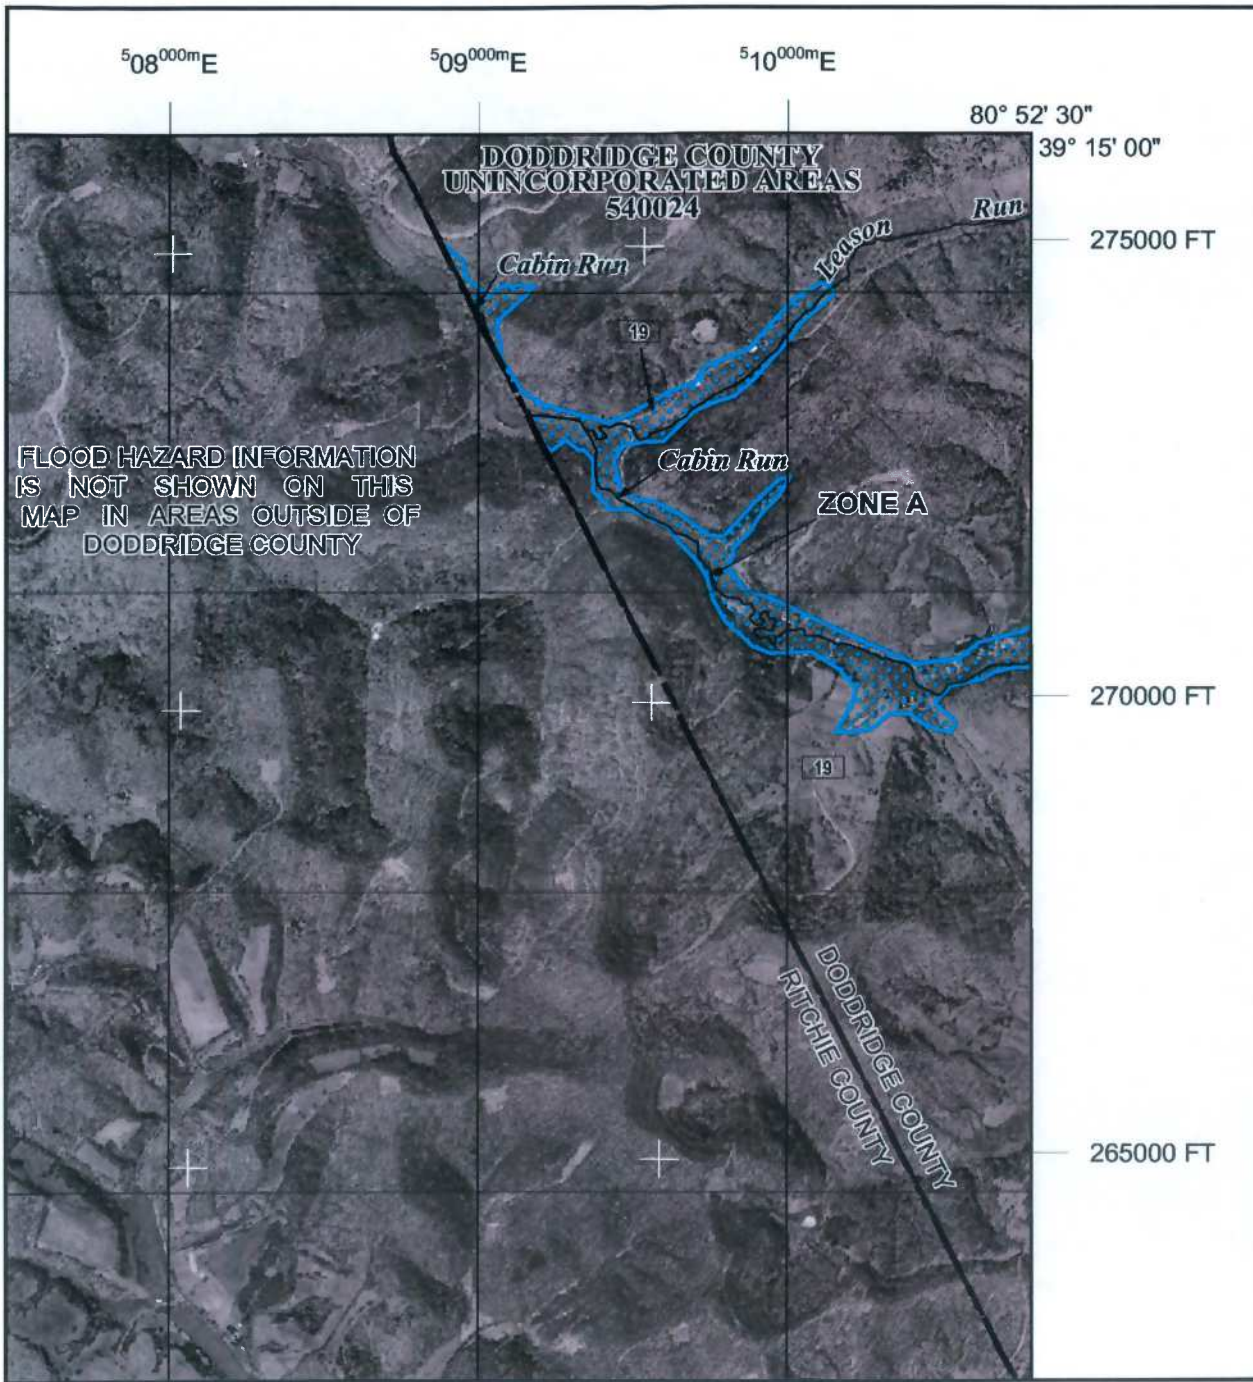 508000mE
509000mE
510000mE
80° 52' 30"
39° 15' 00"
DODDRIDGE COUNTY
UNINCORPORATED AREAS
540024
Leason Run
275000 FT
Cabin Run
19
FLOOD HAZARD INFORMATION
IS NOT SHOWN ON THIS
MAP IN AREAS OUTSIDE OF
DODDRIDGE COUNTY
Cabin Run
ZONE A
270000 FT
19
DODDRIDGE COUNTY
RITCHIE COUNTY
265000 FT